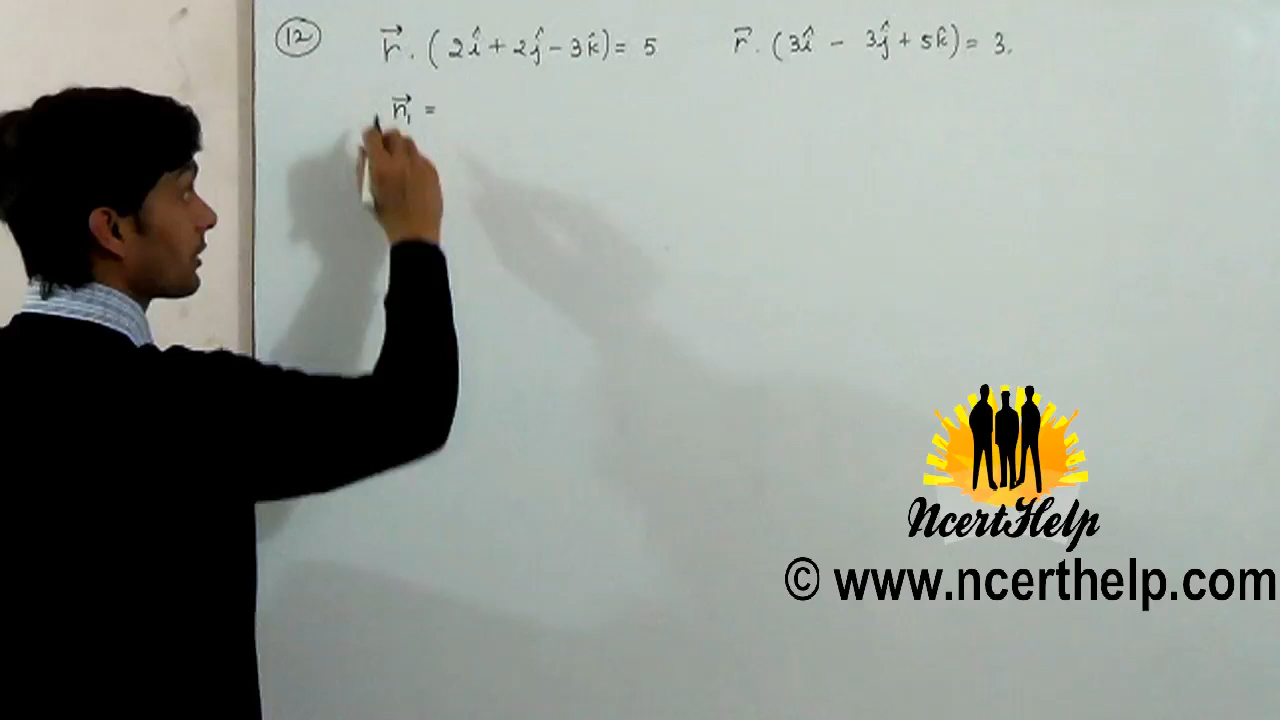 12 r⃗ . (2î + 2ĵ − 3k̂) = 5 r⃗ . (3î − 3ĵ + 5k̂) = 3.
n⃗₁ =
NcertHelp
© www.ncerthelp.com